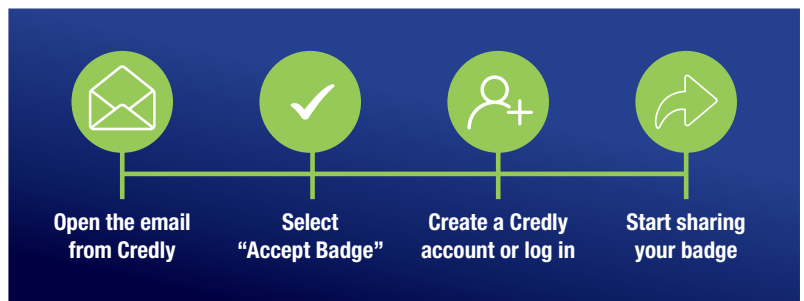 Open the email
from Credly
Select
“Accept Badge”
Create a Credly
account or log in
Start sharing
your badge